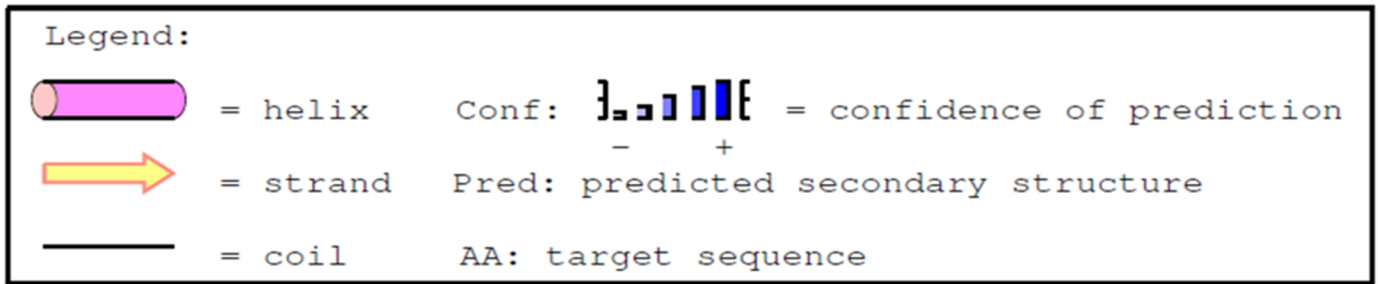 Legend:
= helix Conf: = confidence of prediction
- +
= strand Pred: predicted secondary structure
= coil AA: target sequence